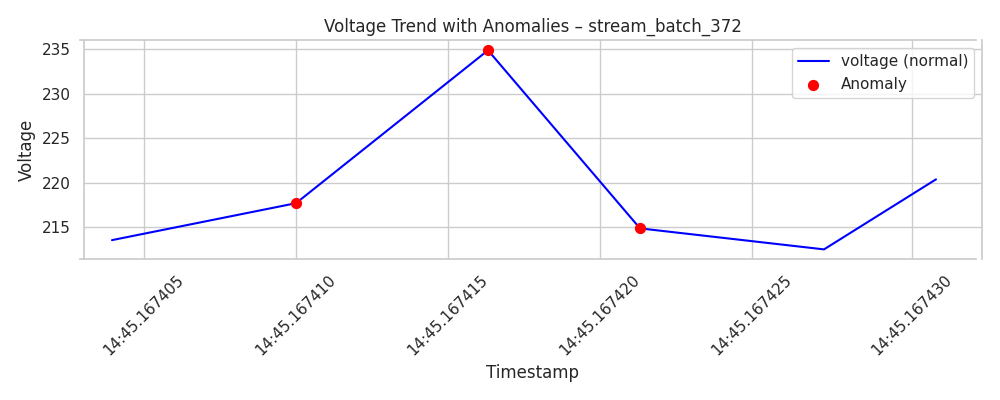 Voltage Trend with Anomalies – stream_batch_372
voltage (normal)
Anomaly
Voltage
235
230
225
220
215
14:45.167405
14:45.167410
14:45.167415
14:45.167420
14:45.167425
14:45.167430
Timestamp